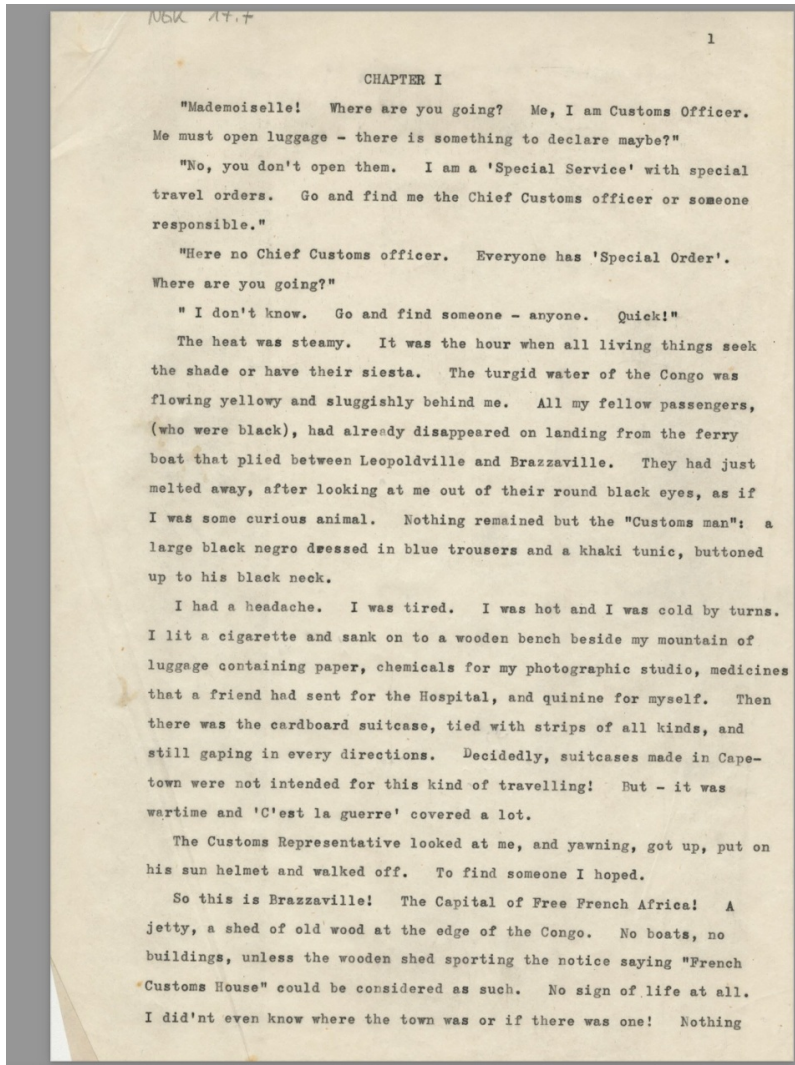 NGK 17.7
1
CHAPTER I
"Mademoiselle! Where are you going? Me, I am Customs Officer.
Me must open luggage - there is something to declare maybe?"
"No, you don't open them. I am a 'Special Service' with special
travel orders. Go and find me the Chief Customs officer or someone
responsible."
"Here no Chief Customs officer. Everyone has 'Special Order'.
Where are you going?"
" I don't know. Go and find someone - anyone. Quick!"
The heat was steamy. It was the hour when all living things seek
the shade or have their siesta. The turgid water of the Congo was
flowing yellowy and sluggishly behind me. All my fellow passengers,
(who were black), had already disappeared on landing from the ferry
boat that plied between Leopoldville and Brazzaville. They had just
melted away, after looking at me out of their round black eyes, as if
I was some curious animal. Nothing remained but the "Customs man": a
large black negro dressed in blue trousers and a khaki tunic, buttoned
up to his black neck.
I had a headache. I was tired. I was hot and I was cold by turns.
I lit a cigarette and sank on to a wooden bench beside my mountain of
luggage containing paper, chemicals for my photographic studio, medicines
that a friend had sent for the Hospital, and quinine for myself. Then
there was the cardboard suitcase, tied with strips of all kinds, and
still gaping in every directions. Decidedly, suitcases made in Cape-
town were not intended for this kind of travelling! But - it was
wartime and 'C'est la guerre' covered a lot.
The Customs Representative looked at me, and yawning, got up, put on
his sun helmet and walked off. To find someone I hoped.
So this is Brazzaville! The Capital of Free French Africa! A
jetty, a shed of old wood at the edge of the Congo. No boats, no
buildings, unless the wooden shed sporting the notice saying "French
Customs House" could be considered as such. No sign of life at all.
I did'nt even know where the town was or if there was one! Nothing